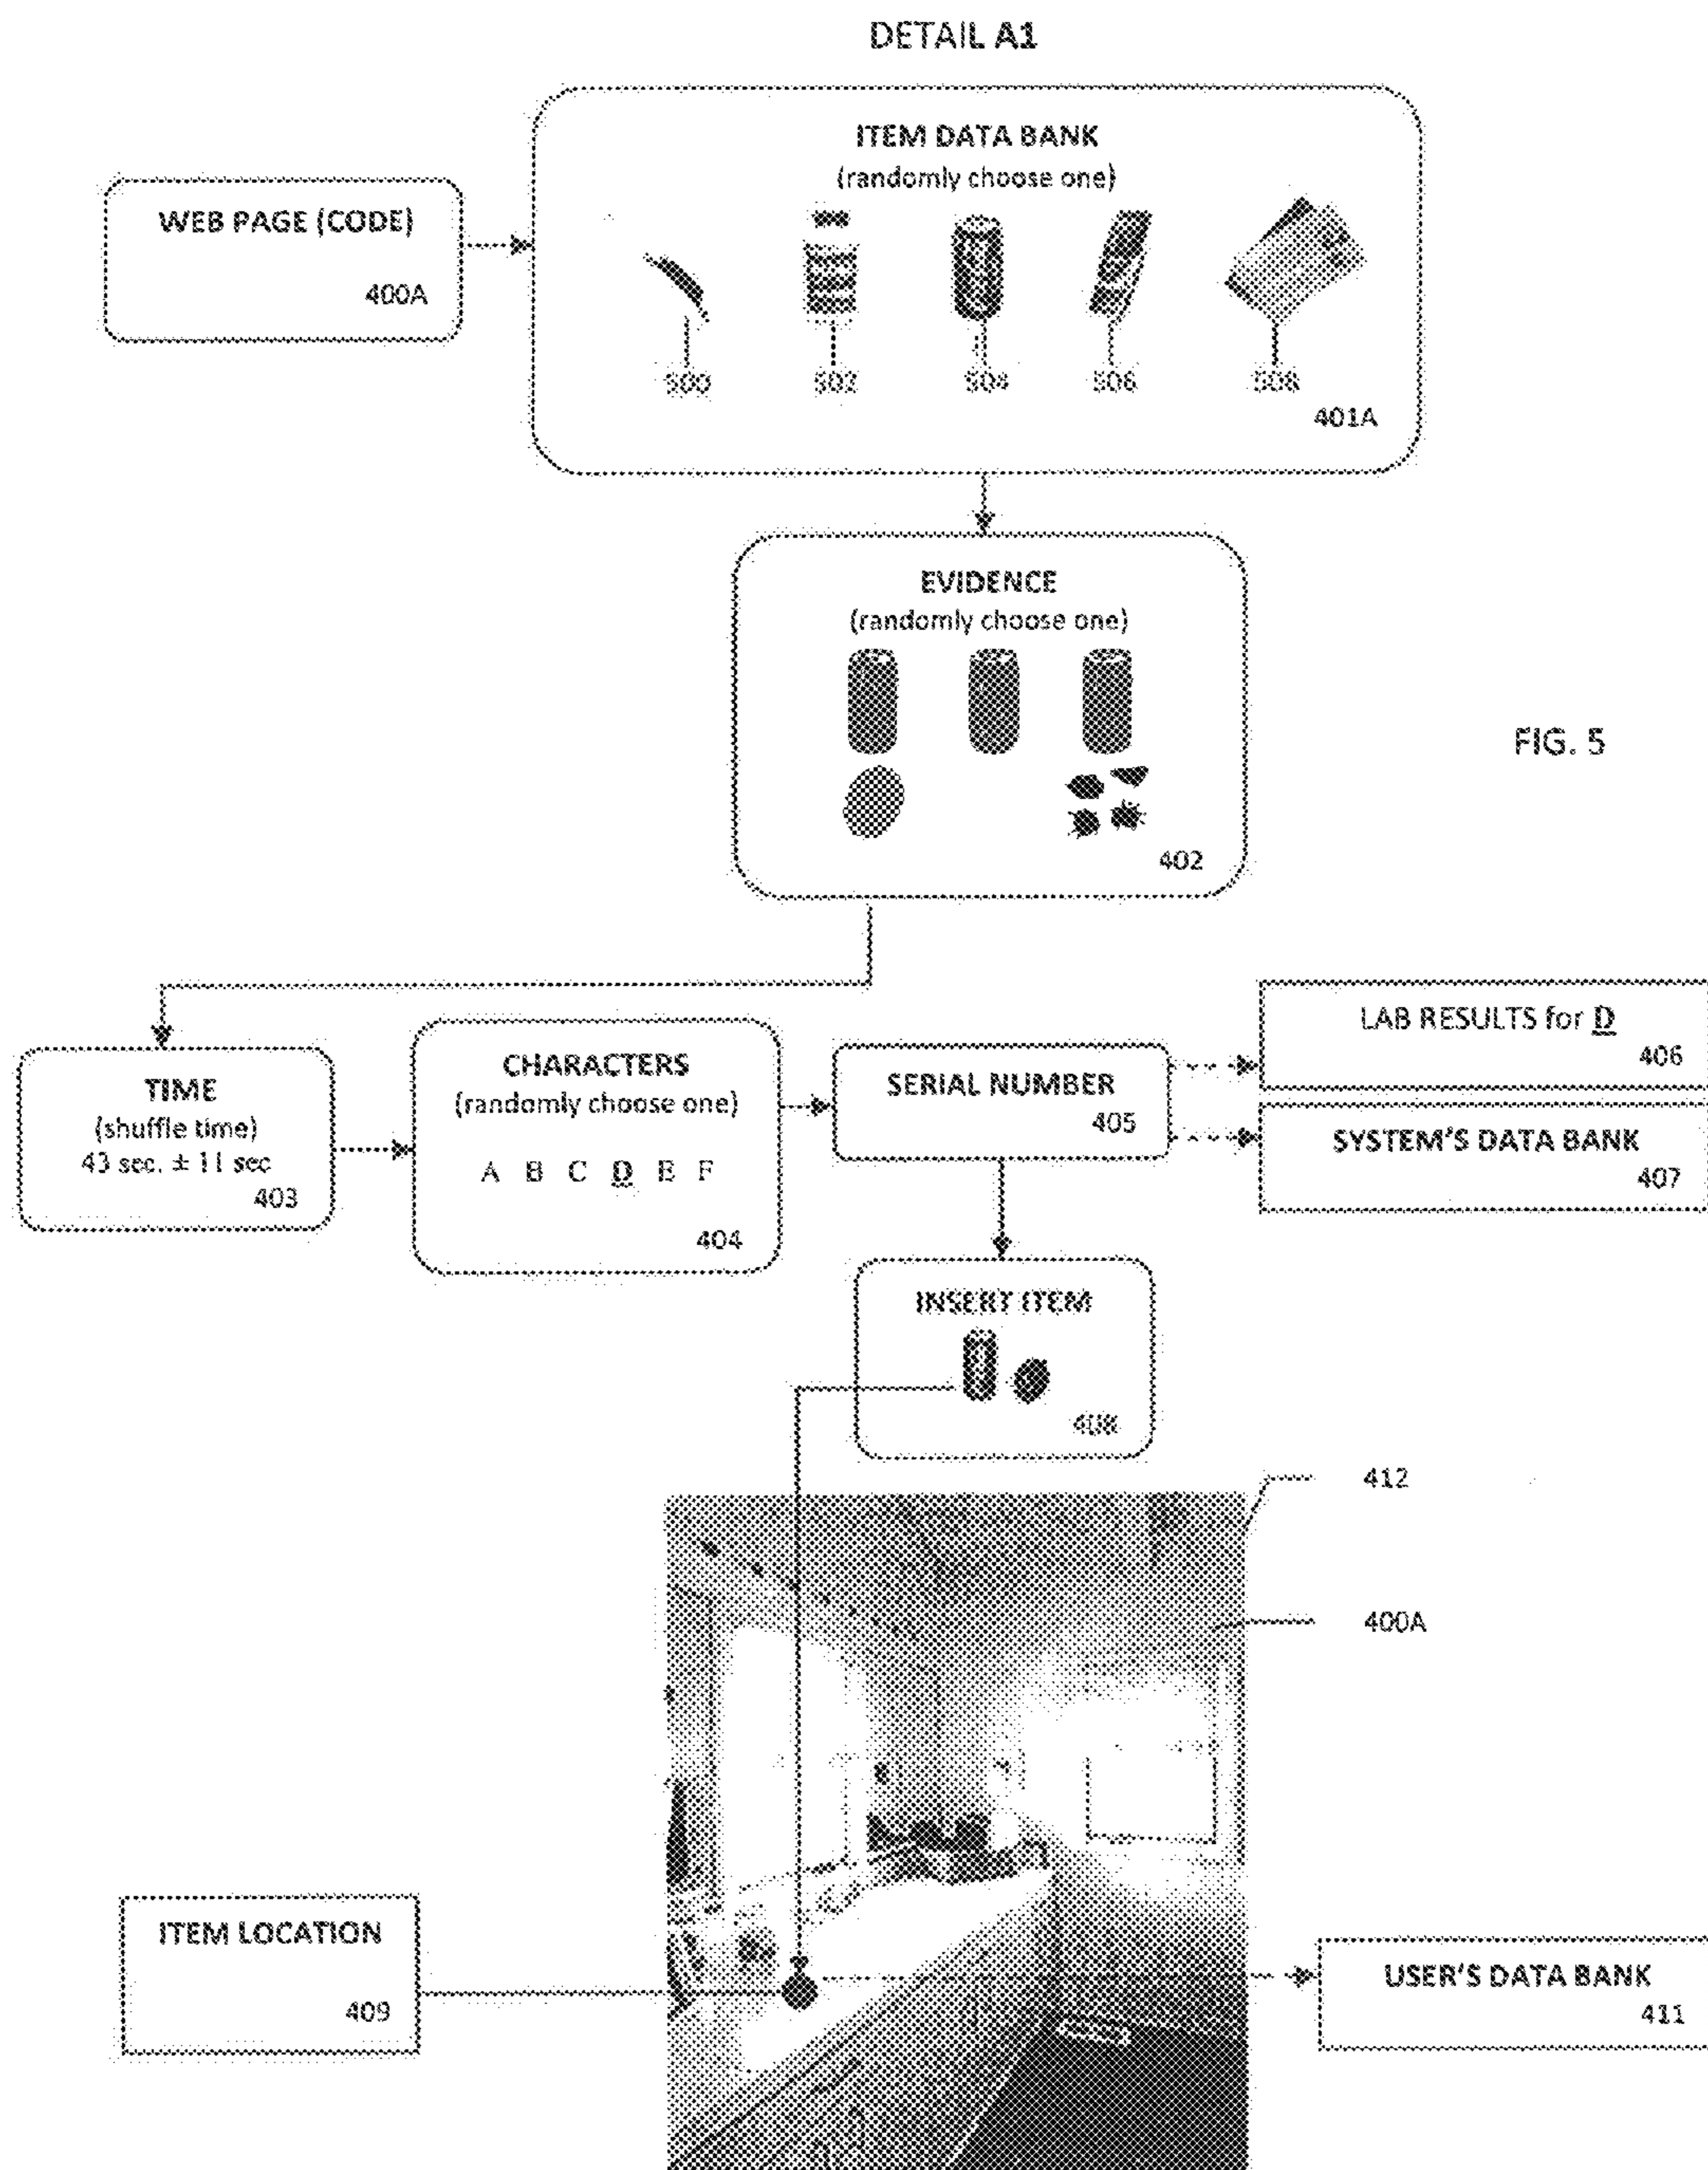 DETAIL A1
ITEM DATA BANK
(randomly choose one)
WEB PAGE (CODE)
400A
500
502
504
506
508
401A
EVIDENCE
(randomly choose one)
402
FIG. 5
TIME
(shuffle time)
43 sec. ± 11 sec
403
CHARACTERS
(randomly choose one)
A B C D E F
404
SERIAL NUMBER
405
LAB RESULTS for D
406
SYSTEM'S DATA BANK
407
INSERT ITEM
408
412
400A
ITEM LOCATION
409
USER'S DATA BANK
411